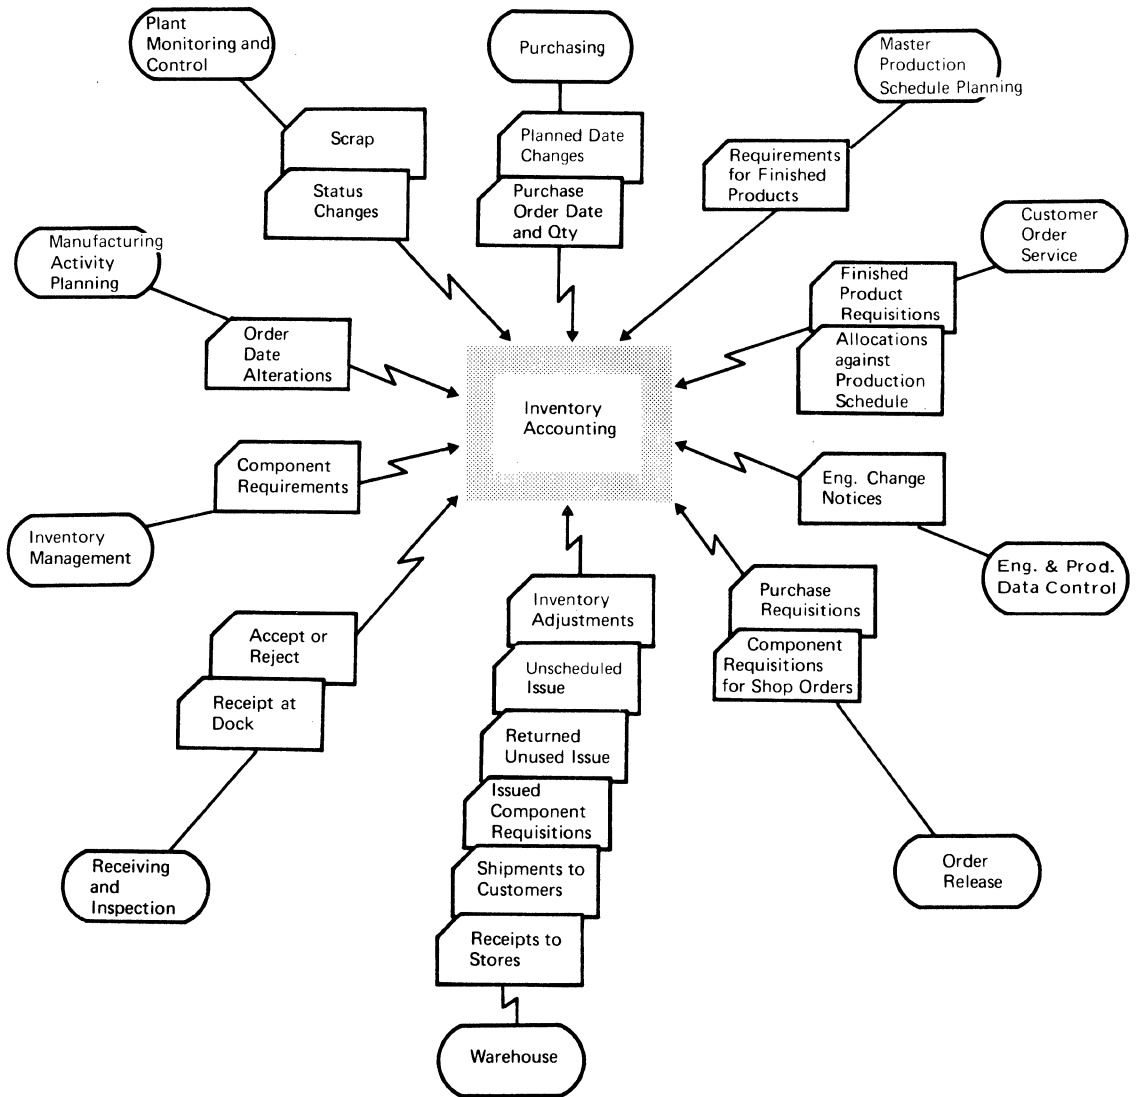 Plant
Monitoring and
Control
Purchasing
Master
Production
Schedule Planning
Scrap
Status
Changes
Planned Date
Changes
Purchase
Order Date
and Qty
Requirements
for Finished
Products
Customer
Order
Service
Manufacturing
Activity
Planning
Order
Date
Alterations
Finished
Product
Requisitions
Allocations
against
Production
Schedule
Inventory
Accounting
Component
Requirements
Inventory
Management
Eng. Change
Notices
Eng. & Prod.
Data Control
Accept or
Reject
Receipt at
Dock
Receiving
and
Inspection
Inventory
Adjustments
Unscheduled
Issue
Returned
Unused Issue
Issued
Component
Requisitions
Shipments to
Customers
Receipts to
Stores
Warehouse
Purchase
Requisitions
Component
Requisitions
for Shop Orders
Order
Release